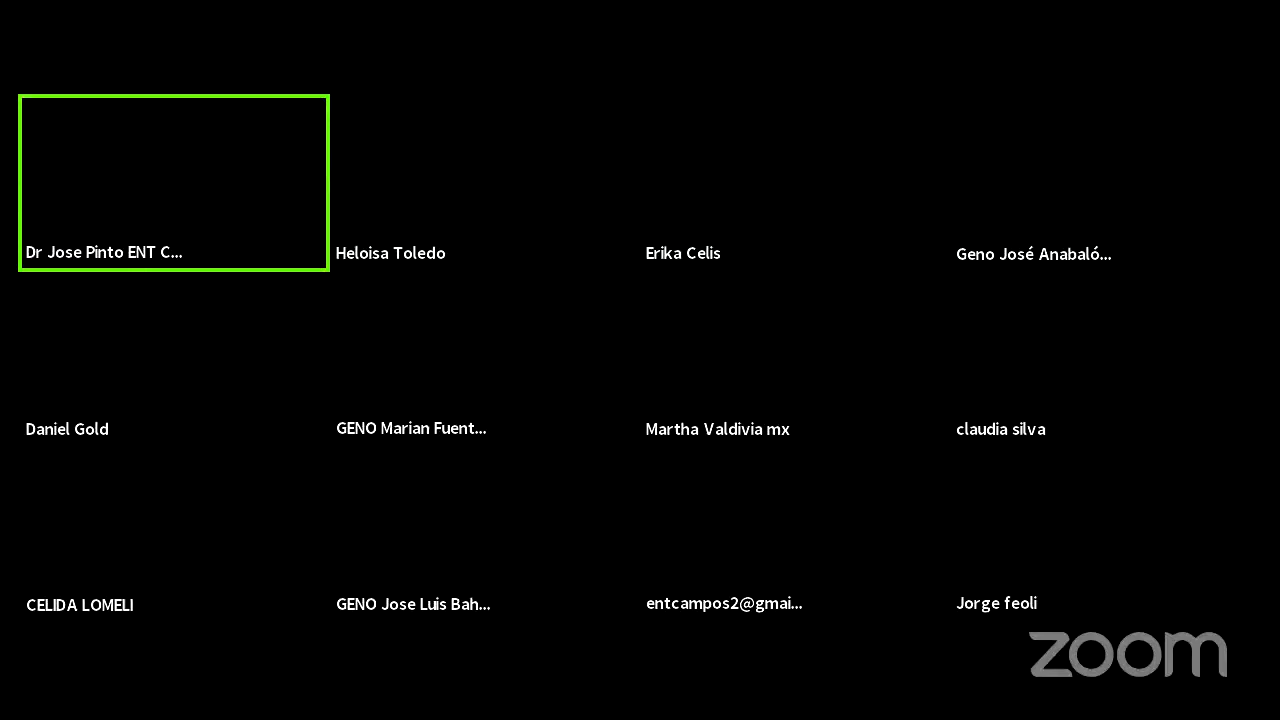 Dr Jose Pinto ENT C...
Heloisa Toledo
Erika Celis
Geno José Anabaló...
Daniel Gold
GENO Marian Fuent...
Martha Valdivia mx
claudia silva
CELIDA LOMELI
GENO Jose Luis Bah...
entcampos2@gmai...
Jorge feoli
zoom